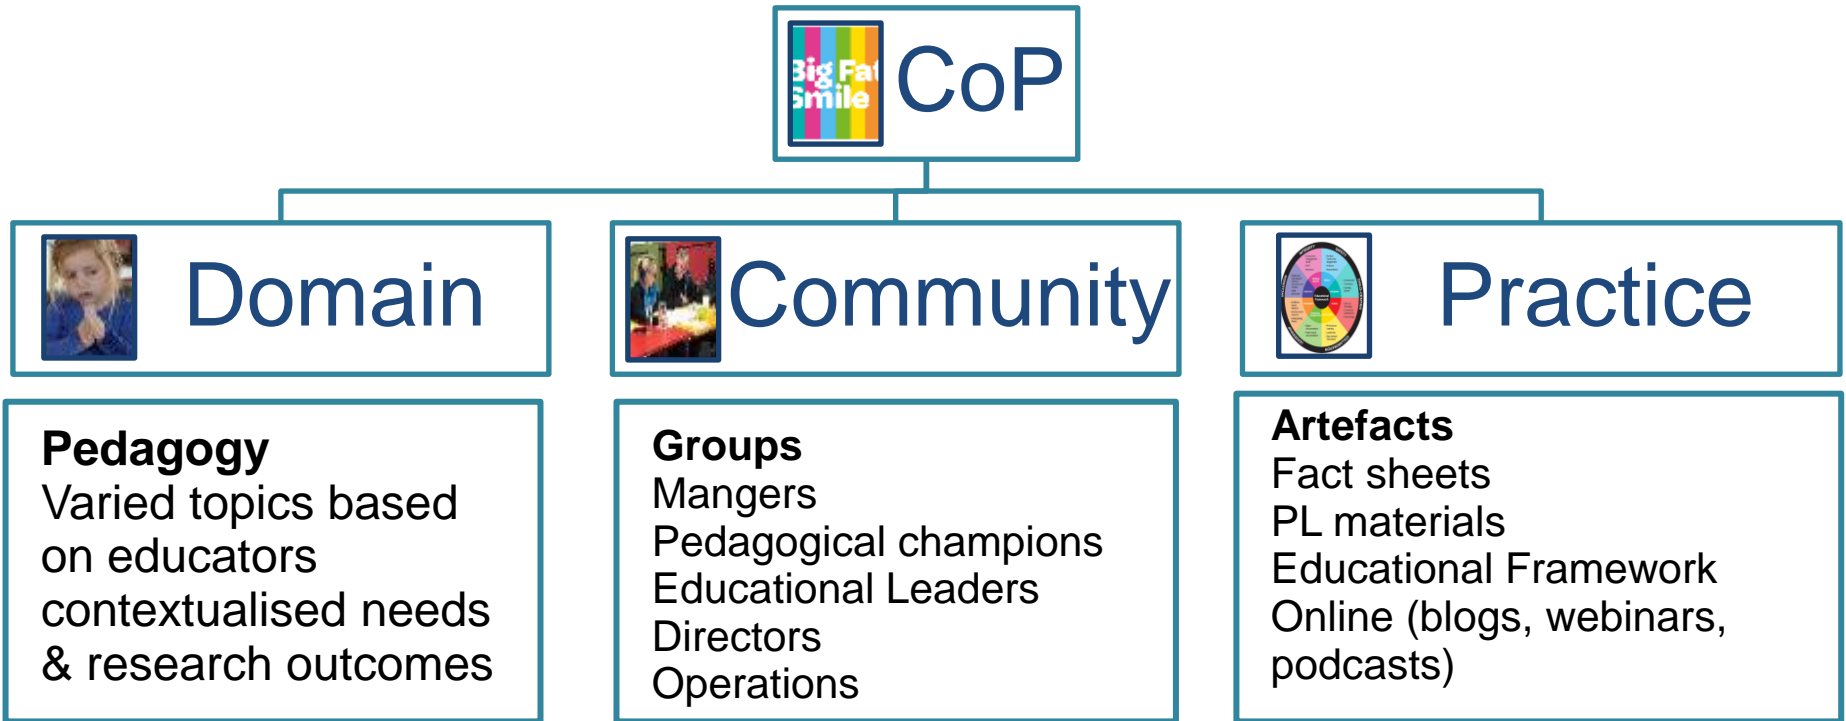 Big Fat
Smile
CoP
Domain
Community
Practice
Pedagogy
Varied topics based
on educators
contextualised needs
& research outcomes
Groups
Mangers
Pedagogical champions
Educational Leaders
Directors
Operations
Artefacts
Fact sheets
PL materials
Educational Framework
Online (blogs, webinars,
podcasts)